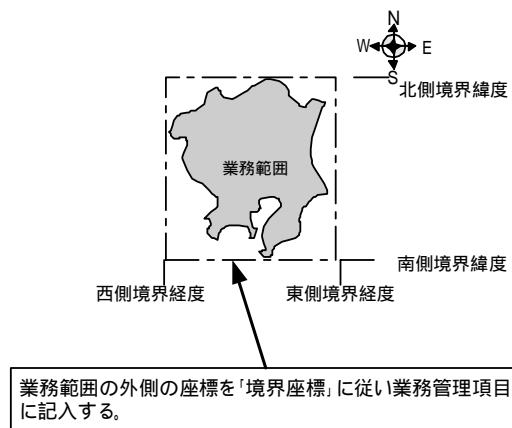 N
W E
S
北側境界緯度
業務範囲
南側境界緯度
西側境界経度 東側境界経度
業務範囲の外側の座標を「境界座標」に従い業務管理項目
に記入する。